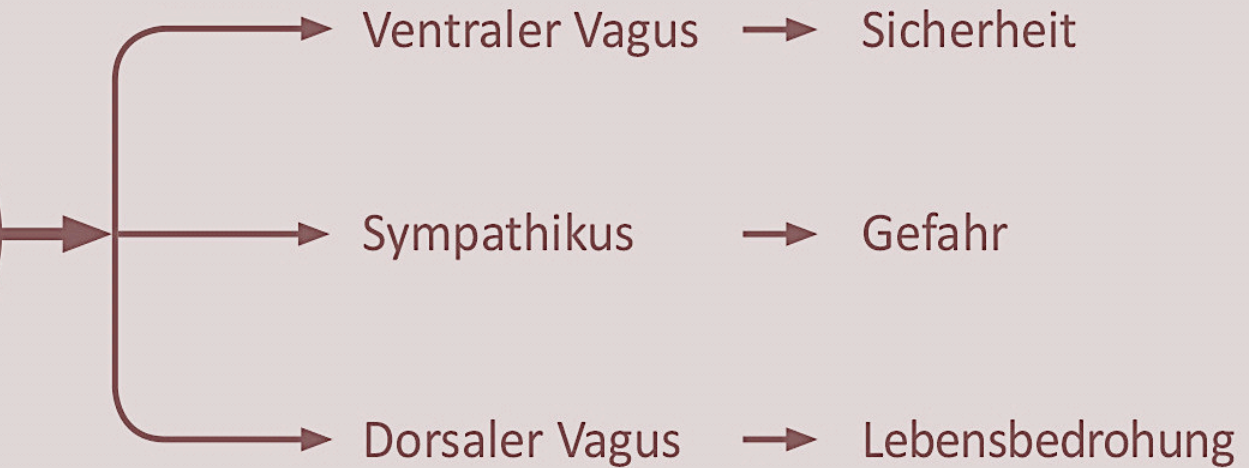 Ventraler Vagus Sicherheit
Sympathikus Gefahr
Dorsaler Vagus Lebensbedrohung